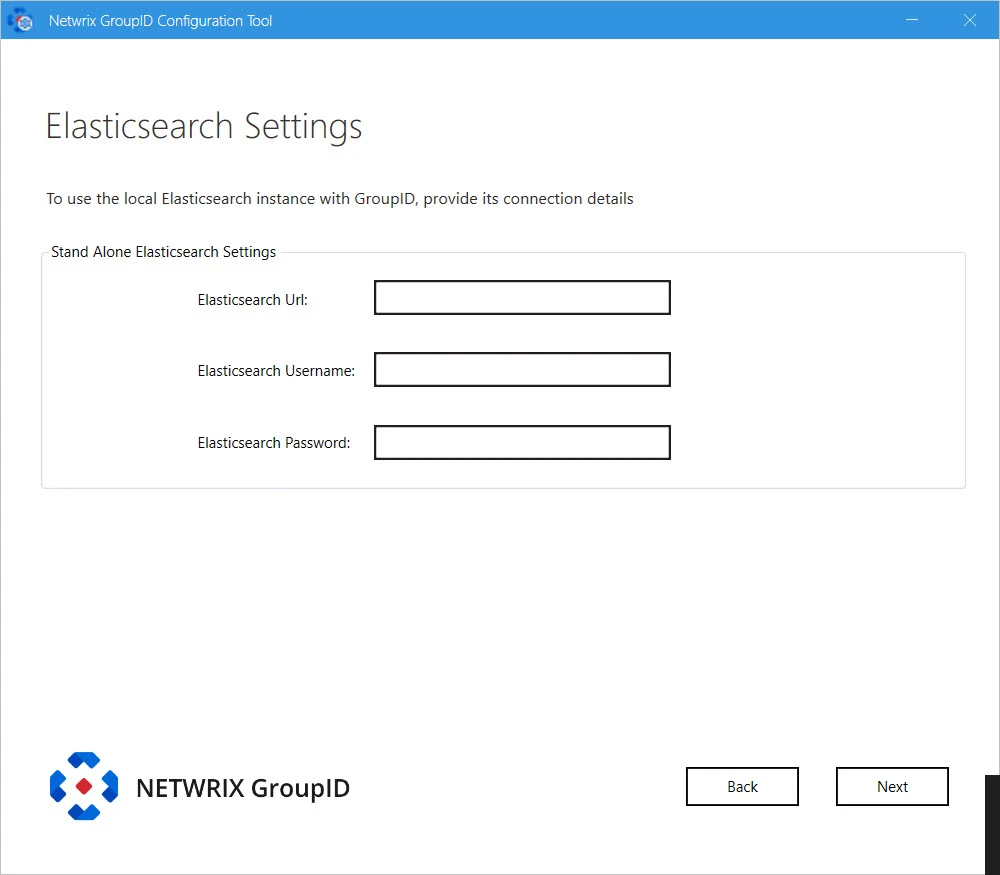 Netwrix GroupID Configuration Tool
Elasticsearch Settings
To use the local Elasticsearch instance with GroupID, provide its connection details
Stand Alone Elasticsearch Settings
Elasticsearch Url:
Elasticsearch Username:
Elasticsearch Password:
NETWRIX GroupID
Back
Next